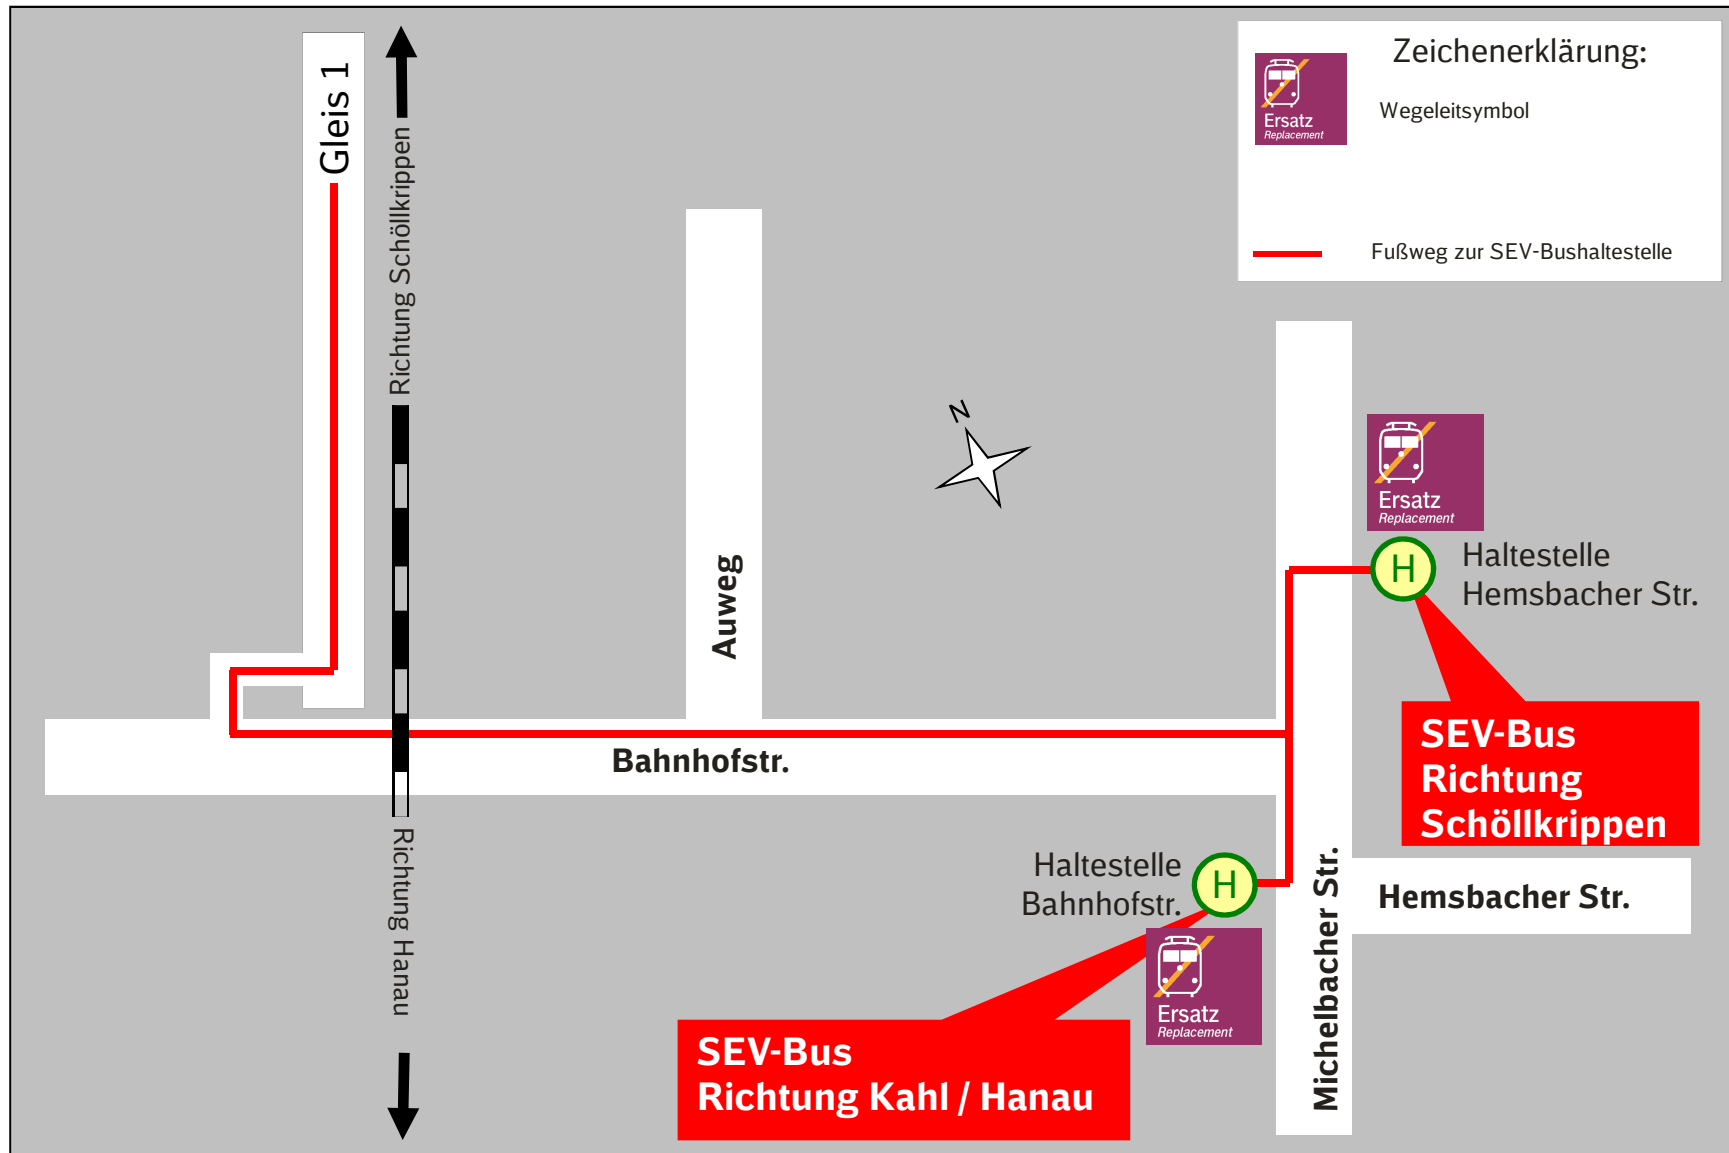 Zeichenerklärung:
Ersatz
Replacement
Wegeleitsymbol
Fußweg zur SEV-Bushaltestelle
Gleis 1
Richtung Schöllkrippen
N
Auweg
Ersatz
Replacement
H
Haltestelle
Hemsbacher Str.
SEV-Bus
Richtung
Schöllkrippen
Bahnhofstr.
Richtung Hanau
Haltestelle
Bahnhofstr.
H
Hemsbacher Str.
Michelbacher Str.
Ersatz
Replacement
SEV-Bus
Richtung Kahl / Hanau